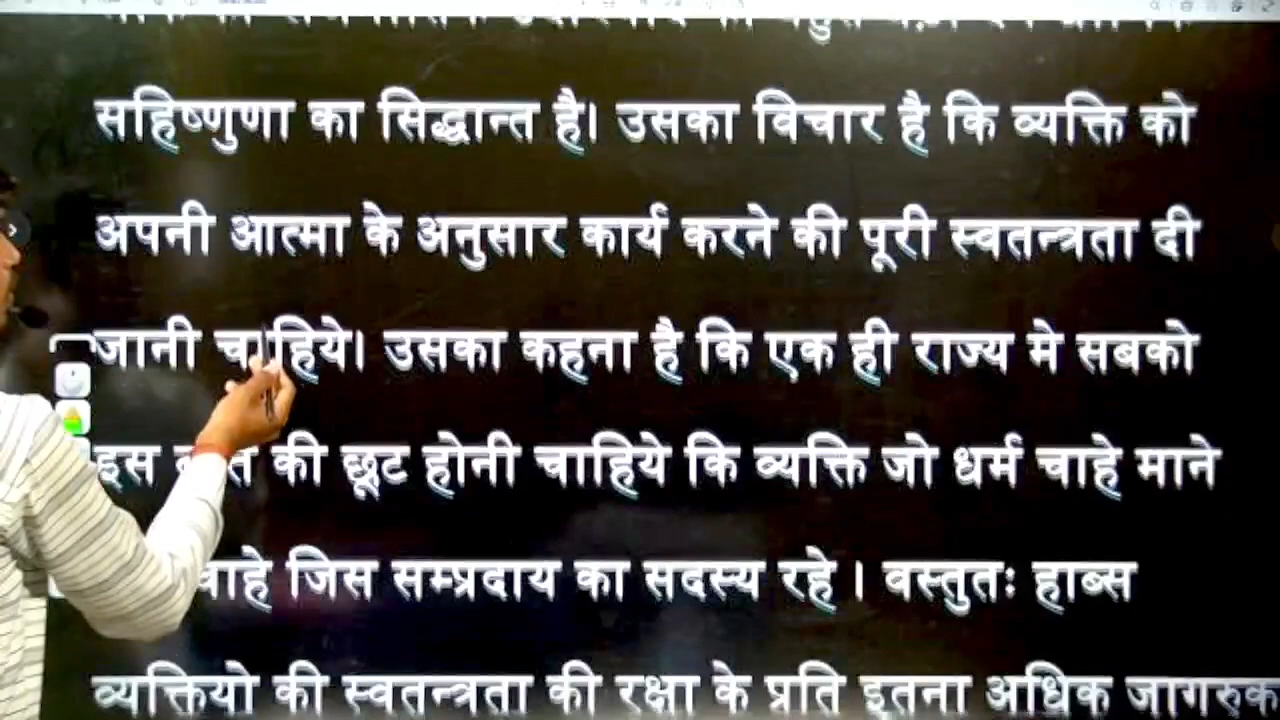 सहिष्णुणा का सिद्धान्त है। उसका विचार है कि व्यक्ति को
अपनी आत्मा के अनुसार कार्य करने की पूरी स्वतन्त्रता दी
जानी चाहिये। उसका कहना है कि एक ही राज्य मे सबको
इस की छूट होनी चाहिये कि व्यक्ति जो धर्म चाहे माने
चाहे जिस सम्प्रदाय का सदस्य रहे । वस्तुतः हाब्स
व्यक्तियो की स्वतन्त्रता की रक्षा के प्रति इतना अधिक जागरुक